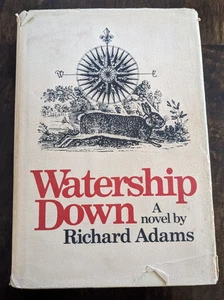 Watership
Down A
novel by
Richard Adams